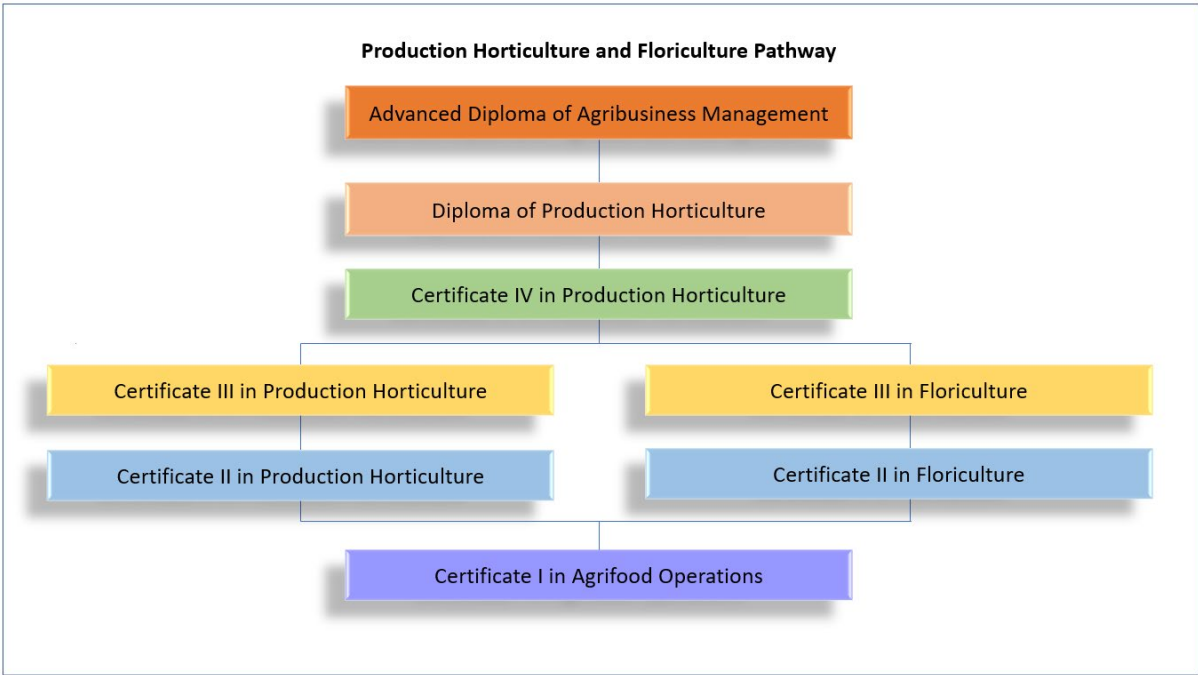 Production Horticulture and Floriculture Pathway
Advanced Diploma of Agribusiness Management
Diploma of Production Horticulture
Certificate IV in Production Horticulture
Certificate III in Production Horticulture
Certificate III in Floriculture
Certificate II in Production Horticulture
Certificate II in Floriculture
Certificate I in Agrifood Operations